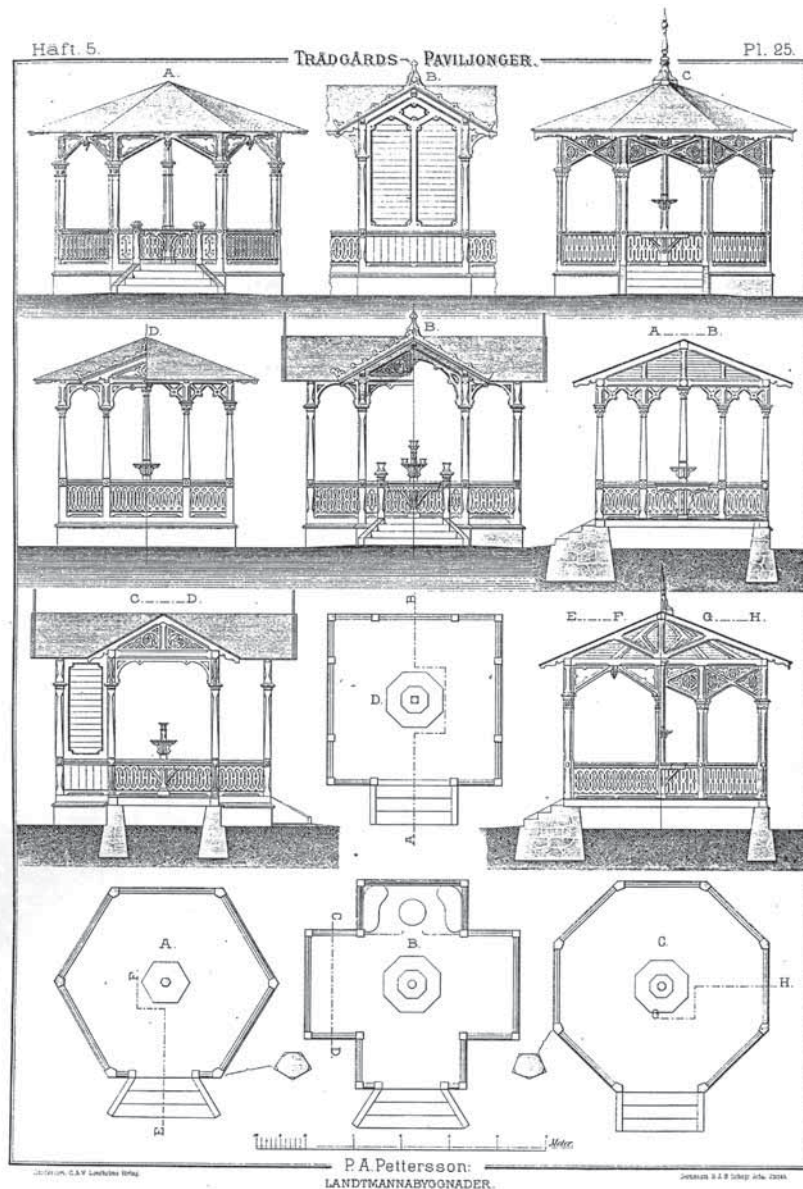 Häft. 5.
TRÄDGÅRDS- PAVILJONGER.
Pl. 25.
A.
B.
C.
D.
B.
A B.
C D.
B
D.
A
E F. G H.
A.
F.
E
C
B.
D.
C.
G
H.
Meter.
P. A. Pettersson:
LANDTMANNABYGGNADER.